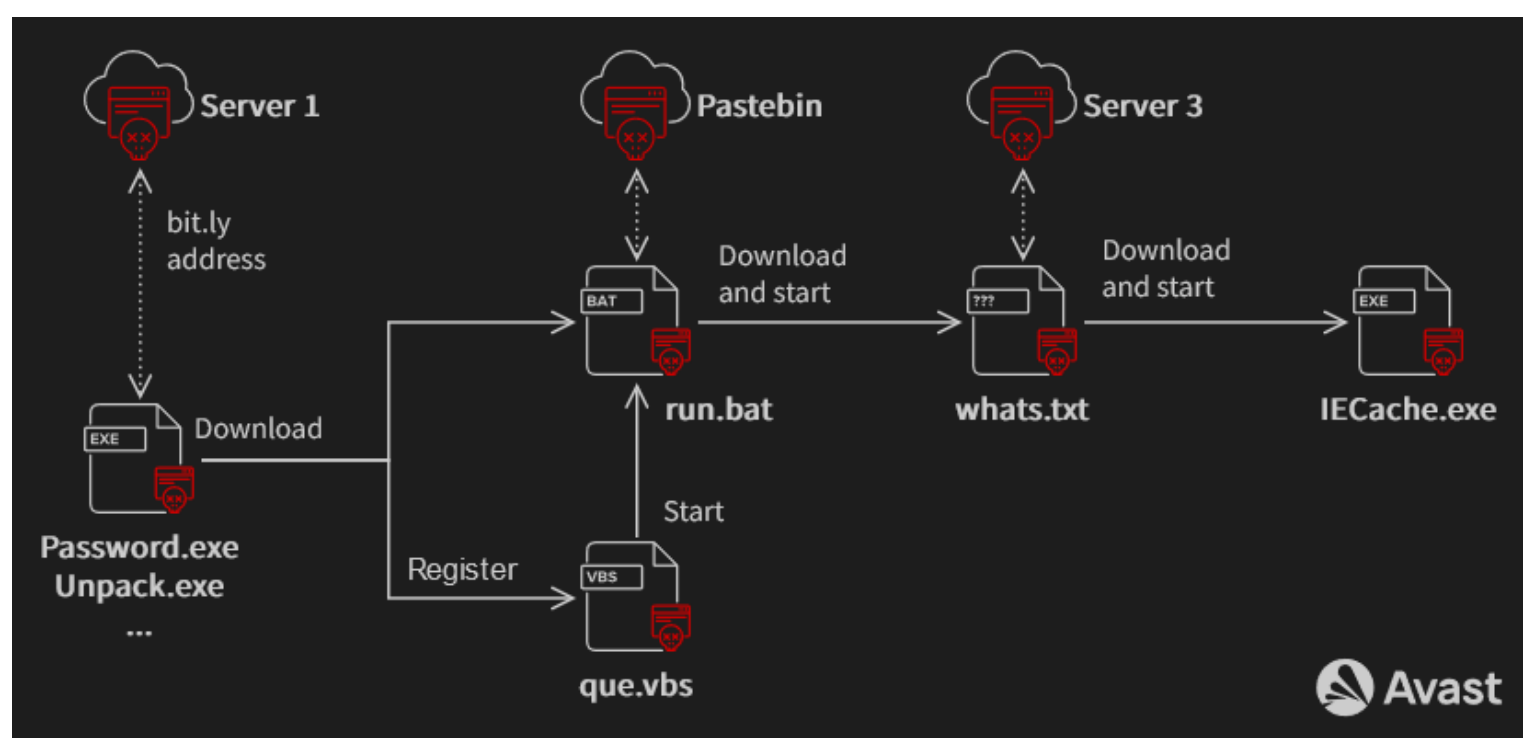 Server 1
Pastebin
Server 3
bit.ly
address
Download
and start
Download
and start
BAT
???
EXE
run.bat
whats.txt
IECache.exe
EXE
Download
Password.exe
Unpack.exe
...
Start
Register
VBS
que.vbs
Avast